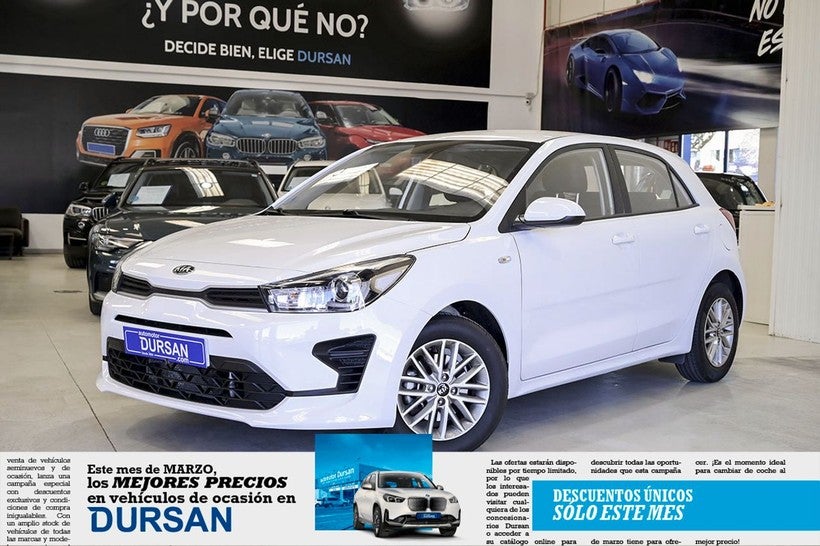 ¿Y POR QUÉ NO?
DECIDE BIEN, ELIGE DURSAN
NO
ES
KIA
automotor
DURSAN
.com
venta de vehículos
seminuevos y de
ocasión, lanza una
campaña especial
con descuentos
exclusivos y condi-
ciones de compra
inigualables. Con
un amplio stock de
vehículos de todas
las marcas y mode-
Este mes de MARZO,
los MEJORES PRECIOS
en vehículos de ocasión en
DURSAN
automotor Dursan
Las ofertas estarán dispo-
nibles por tiempo limitado,
por lo que
los interesa-
dos pueden
visitar cual-
quiera de los
concesiona-
rios Dursan
o acceder a
su catálogo
online para
descubrir todas las oportu-
nidades que esta campaña
de marzo tiene para ofre-
cer. ¡Es el momento ideal
para cambiar de coche al
mejor precio!
DESCUENTOS ÚNICOS
SÓLO ESTE MES